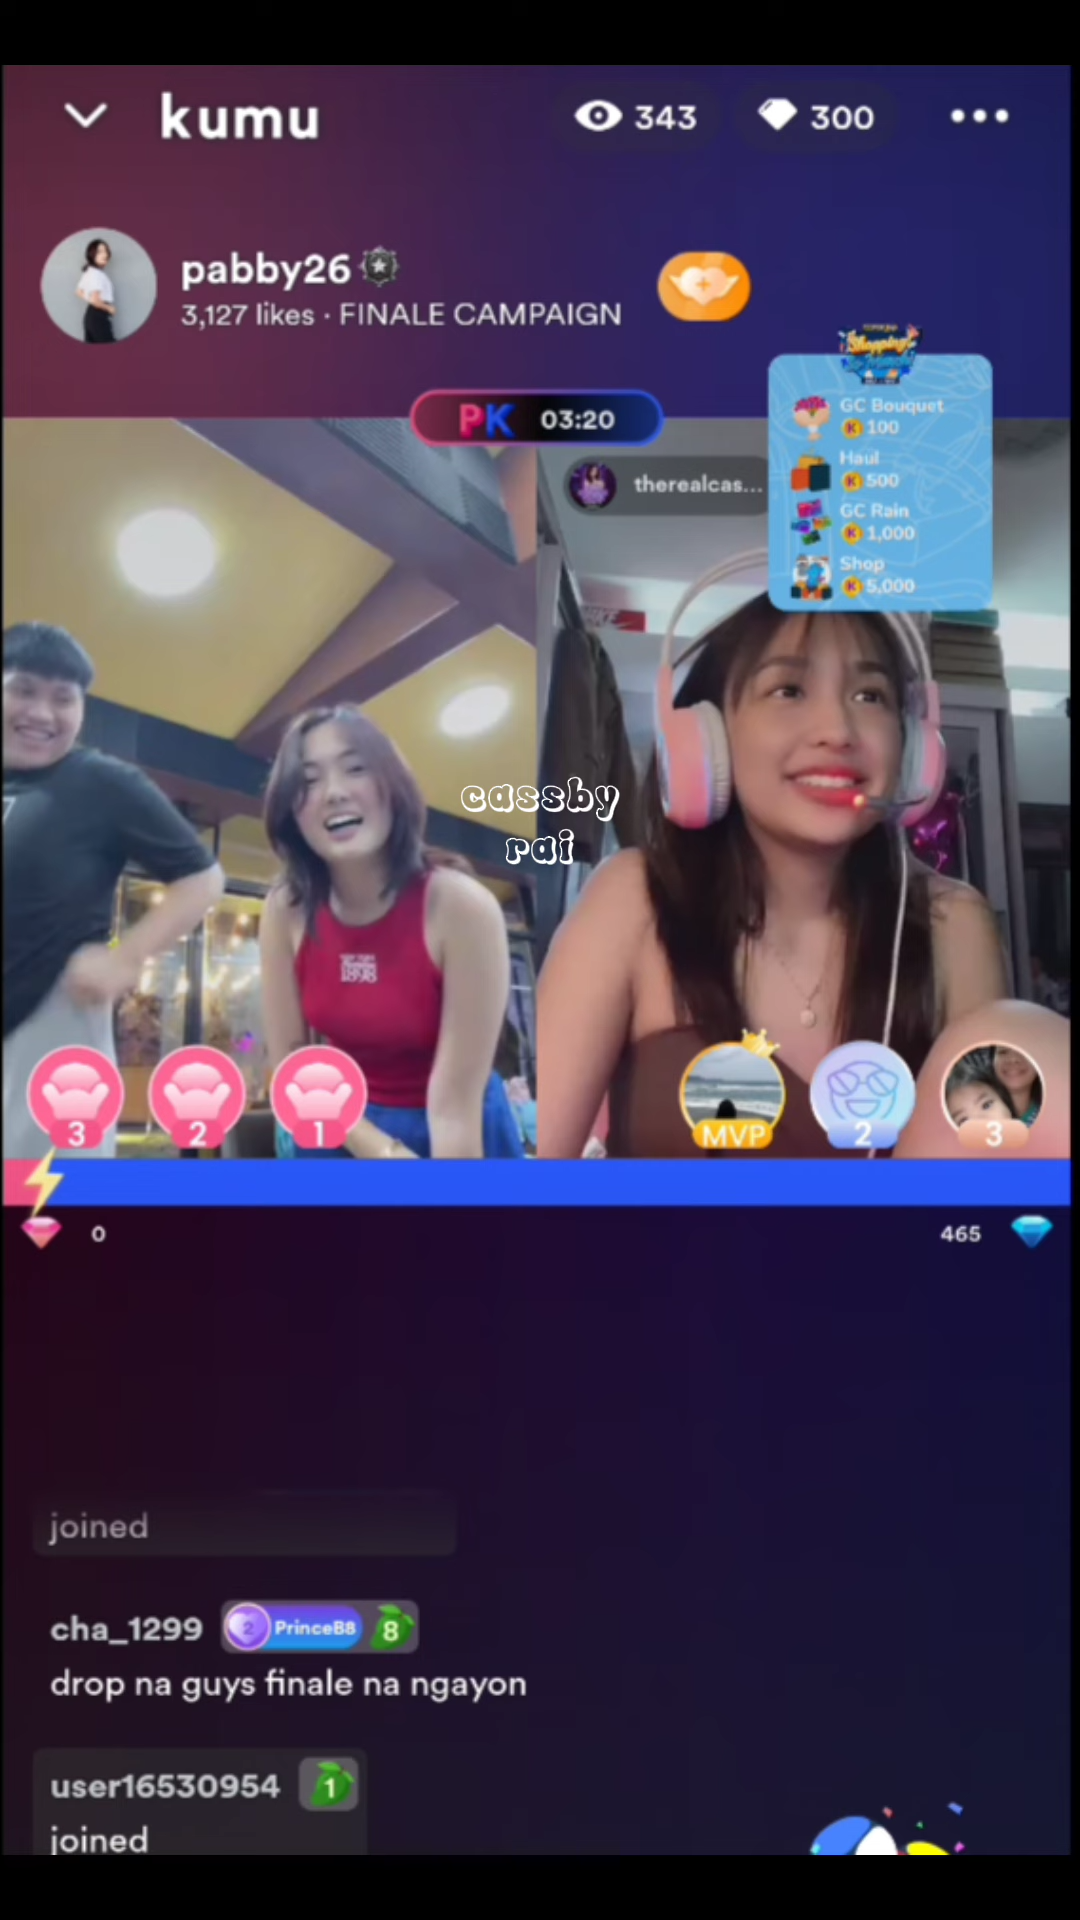 kumu
343
300
pabby26
3,127 likes · FINALE CAMPAIGN
PK 03:20
Shopping
GC Bouquet
K 100
Haul
K 500
GC Rain
K 1,000
Shop
K 5,000
therealcas...
cassby
rai
1898
3
2
1
MVP
2
3
0
465
joined
cha_1299 2 PrinceB8 8
drop na guys finale na ngayon
user16530954 1
joined